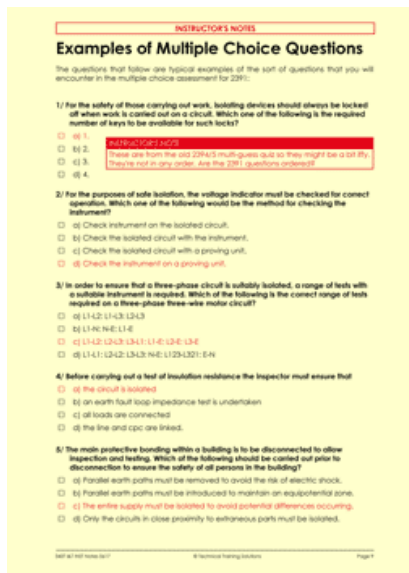 INSTRUCTOR'S NOTES
Examples of Multiple Choice Questions
The questions that follow are typical examples of the sort of questions that you will
encounter in the multiple choice assessment for 2391:
1/ For the safety of those carrying out work, isolating devices should always be locked
off when work is carried out on a circuit. Which one of the following is the required
number of keys to be available for such locks?
☐ a) 1.
☐ b) 2.
☐ c) 3.
☐ d) 4.
INSTRUCTOR'S NOTES
These are from the old 2394/5 multi-guess quiz so they might be a bit iffy.
They're not in any order. Are the 2391 questions ordered?
2/ For the purposes of safe isolation, the voltage indicator must be checked for correct
operation. Which one of the following would be the method for checking the
instrument?
☐ a) Check instrument on the isolated circuit.
☐ b) Check the isolated circuit with the instrument.
☐ c) Check the isolated circuit with a proving unit.
☐ d) Check the instrument on a proving unit.
3/ In order to ensure that a three-phase circuit is suitably isolated, a range of tests with
a suitable instrument is required. Which of the following is the correct range of tests
required on a three-phase three-wire motor circuit?
☐ a) L1-L2: L1-L3: L2-L3
☐ b) L1-N: N-E: L1-E
☐ c) L1-L2: L2-L3: L3-L1: L1-E: L2-E: L3-E
☐ d) L1-L1: L2-L2: L3-L3: N-E: L123-L321: E-N
4/ Before carrying out a test of insulation resistance the inspector must ensure that
☐ a) the circuit is isolated
☐ b) an earth fault loop impedance test is undertaken
☐ c) all loads are connected
☐ d) the line and cpc are linked.
5/ The main protective bonding within a building is to be disconnected to allow
inspection and testing. Which of the following should be carried out prior to
disconnection to ensure the safety of all persons in the building?
☐ a) Parallel earth paths must be removed to avoid the risk of electric shock.
☐ b) Parallel earth paths must be introduced to maintain an equipotential zone.
☐ c) The entire supply must be isolated to avoid potential differences occurring.
☐ d) Only the circuits in close proximity to extraneous parts must be isolated.
Notes 0617
© Technical Training Solutions
Page 9